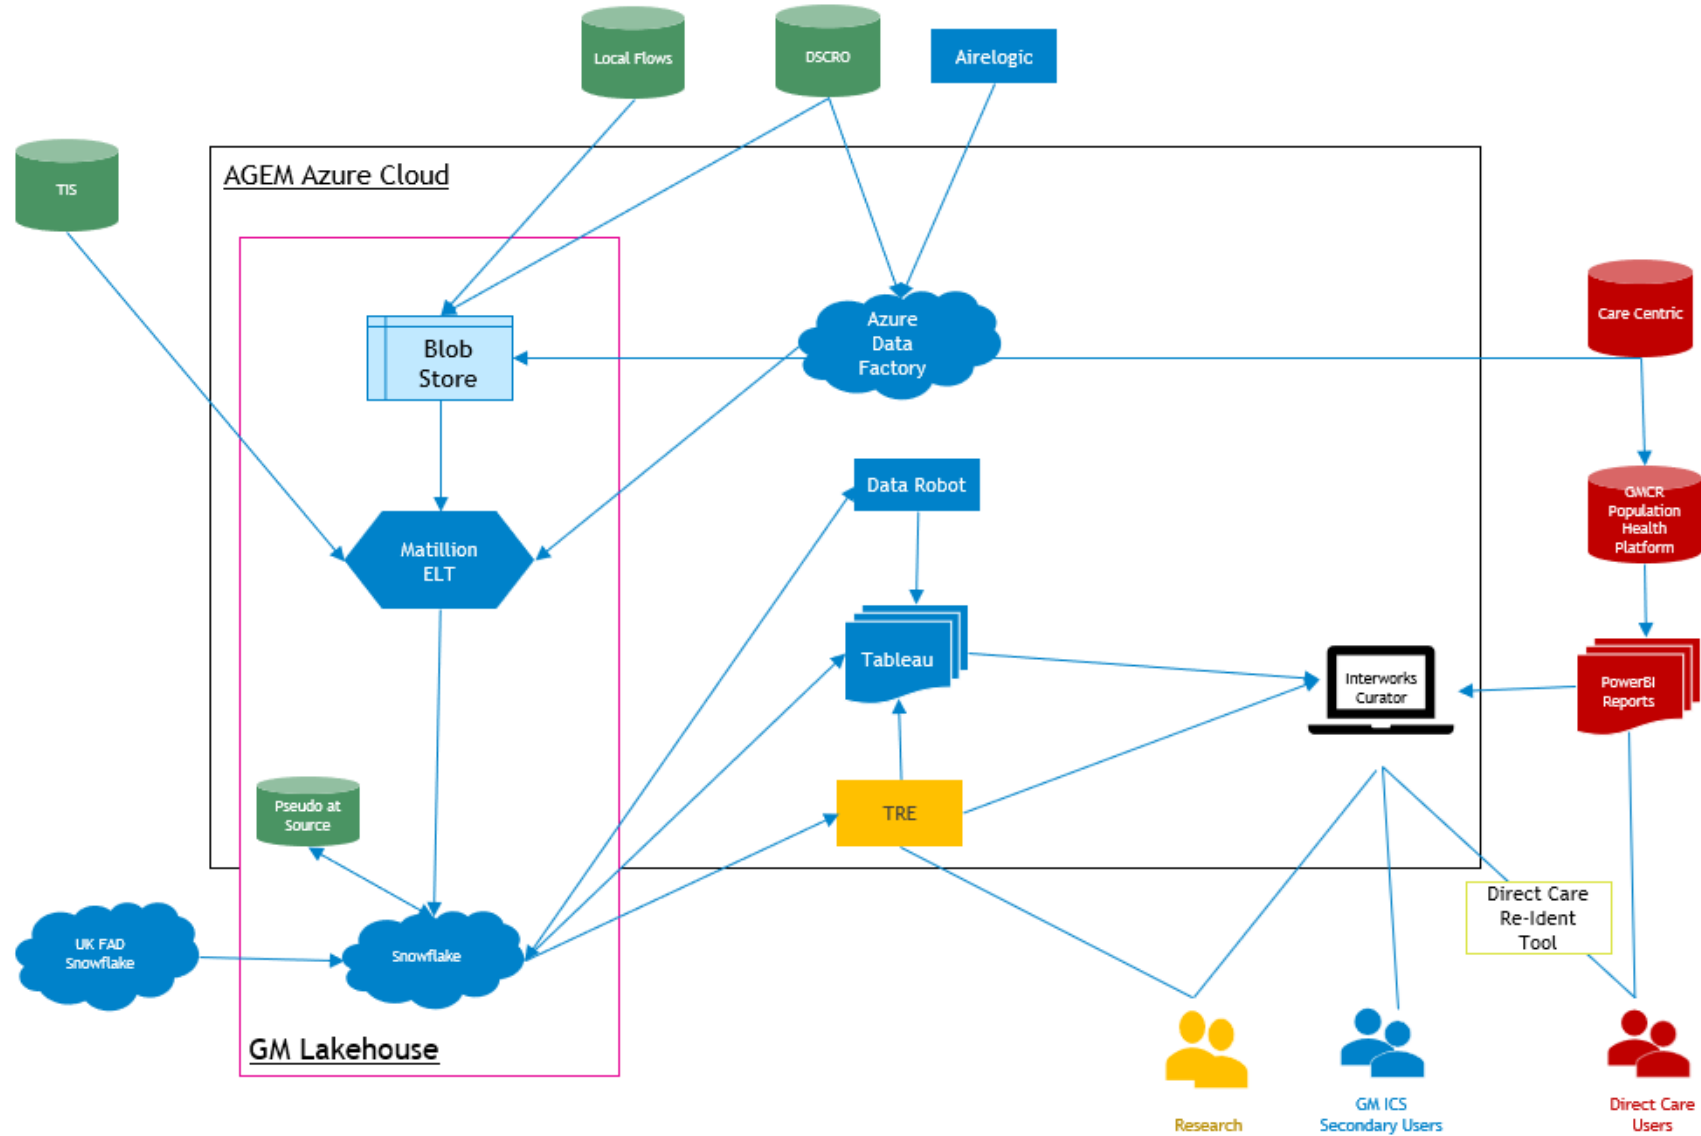 Local Flows
DSCRO
Airelogic
TIS
AGEM Azure Cloud
Care Centric
Azure
Data
Factory
Blob
Store
Data Robot
GMCR
Population
Health
Platform
Matillion
ELT
Tableau
Interworks
Curator
PowerBI
Reports
Pseudo at
Source
TRE
Direct Care
Re-Ident
Tool
UK FAD
Snowflake
Snowflake
GM Lakehouse
Research
GM ICS
Secondary Users
Direct Care
Users